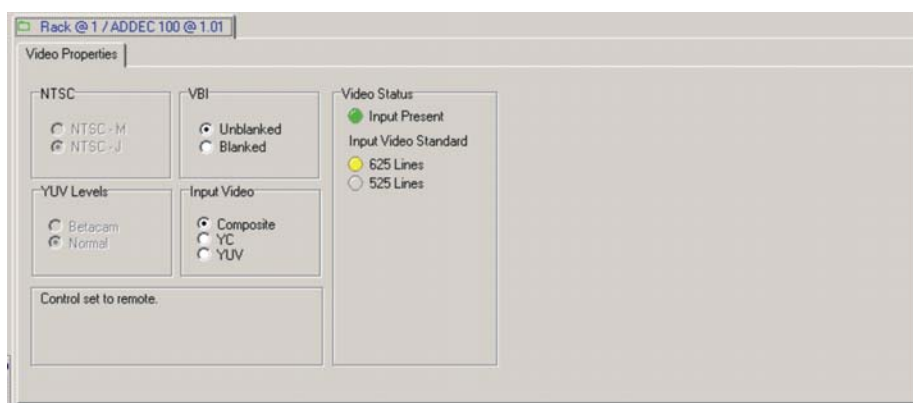 Rack @ 1 / ADDEC 100 @ 1.01
Video Properties
NTSC
NTSC - M
NTSC - J
VBI
Unblanked
Blanked
Video Status
Input Present
Input Video Standard
625 Lines
525 Lines
YUV Levels
Betacam
Normal
Input Video
Composite
YC
YUV
Control set to remote.